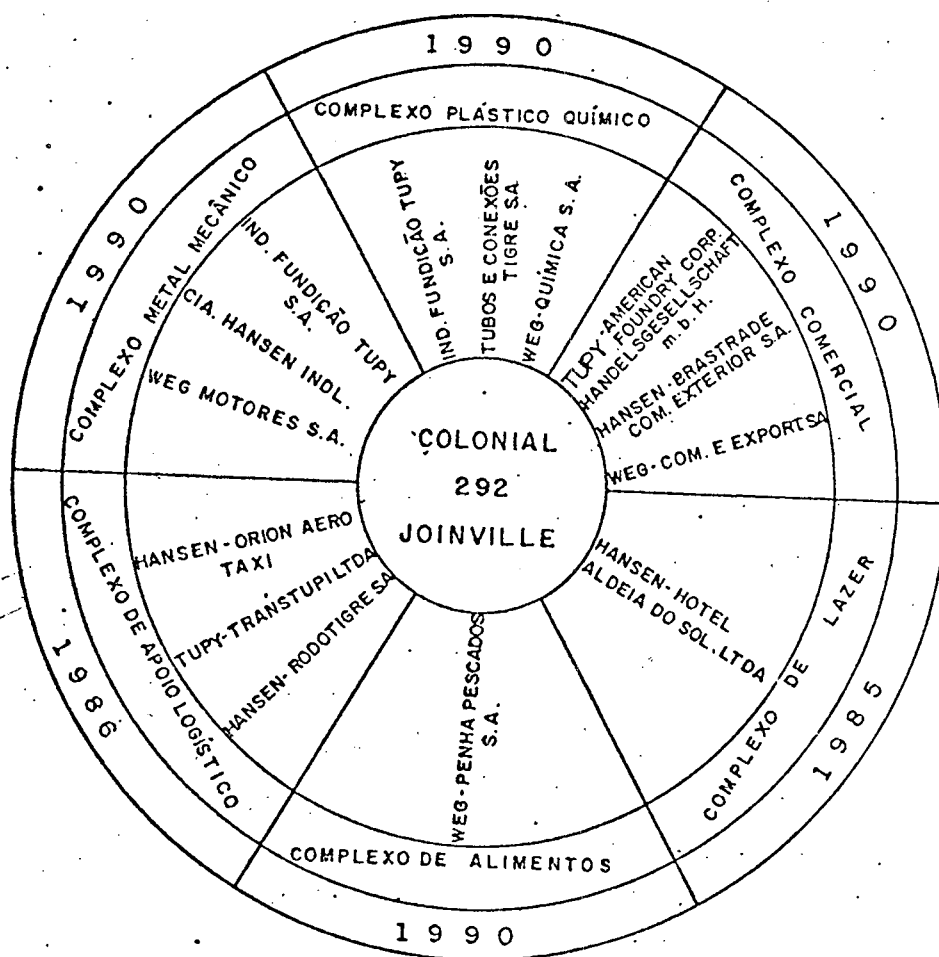 1990
COMPLEXO PLÁSTICO QUÍMICO
IND. FUNDIÇÃO TUPY
S.A.
TUBOS E CONEXÕES
TIGRE S.A.
WEG-QUÍMICA S. A.
1990
COMPLEXO COMERCIAL
TUPY-AMERICAN
FOUNDRY CORP.
HANDELSGESELLSCHAFT
m. b. H.
HANSEN-BRASTRADE
COM. EXTERIOR S.A.
WEG-COM. E EXPORT.SA
1985
COMPLEXO DE LAZER
HANSEN-HOTEL
ALDEIA DO SOL. LTDA
1990
COMPLEXO DE ALIMENTOS
WEG-PENHA PESCADOS
S.A.
1986
COMPLEXO DE APOIO LOGÍSTICO
HANSEN-ORION AERO
TAXI
TUPY-TRANSTUPI LTDA
HANSEN-RODOTIGRE SA
1990
COMPLEXO METAL MECÂNICO
IND. FUNDIÇÃO TUPY
S.A.
CIA. HANSEN INDL.
WEG MOTORES S.A.
COLONIAL
292
JOINVILLE